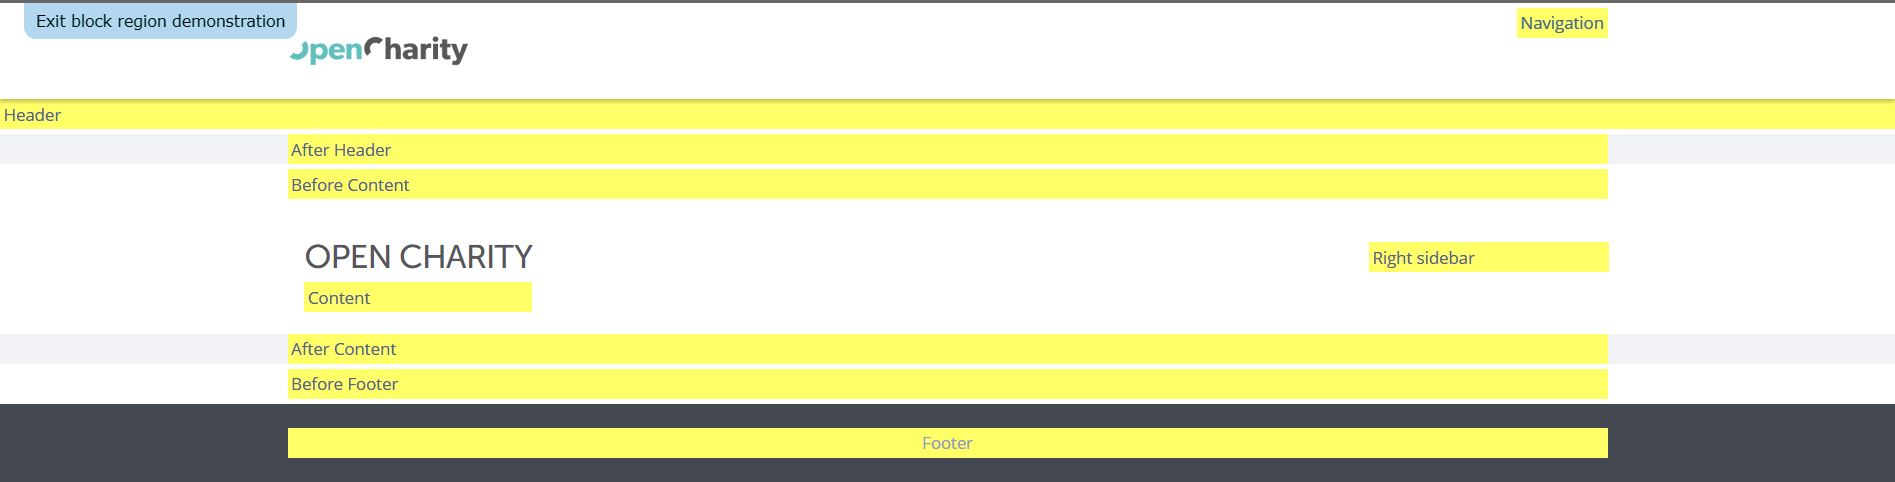 Exit block region demonstration
Navigation
OpenCharity
Header
After Header
Before Content
OPEN CHARITY
Right sidebar
Content
After Content
Before Footer
Footer